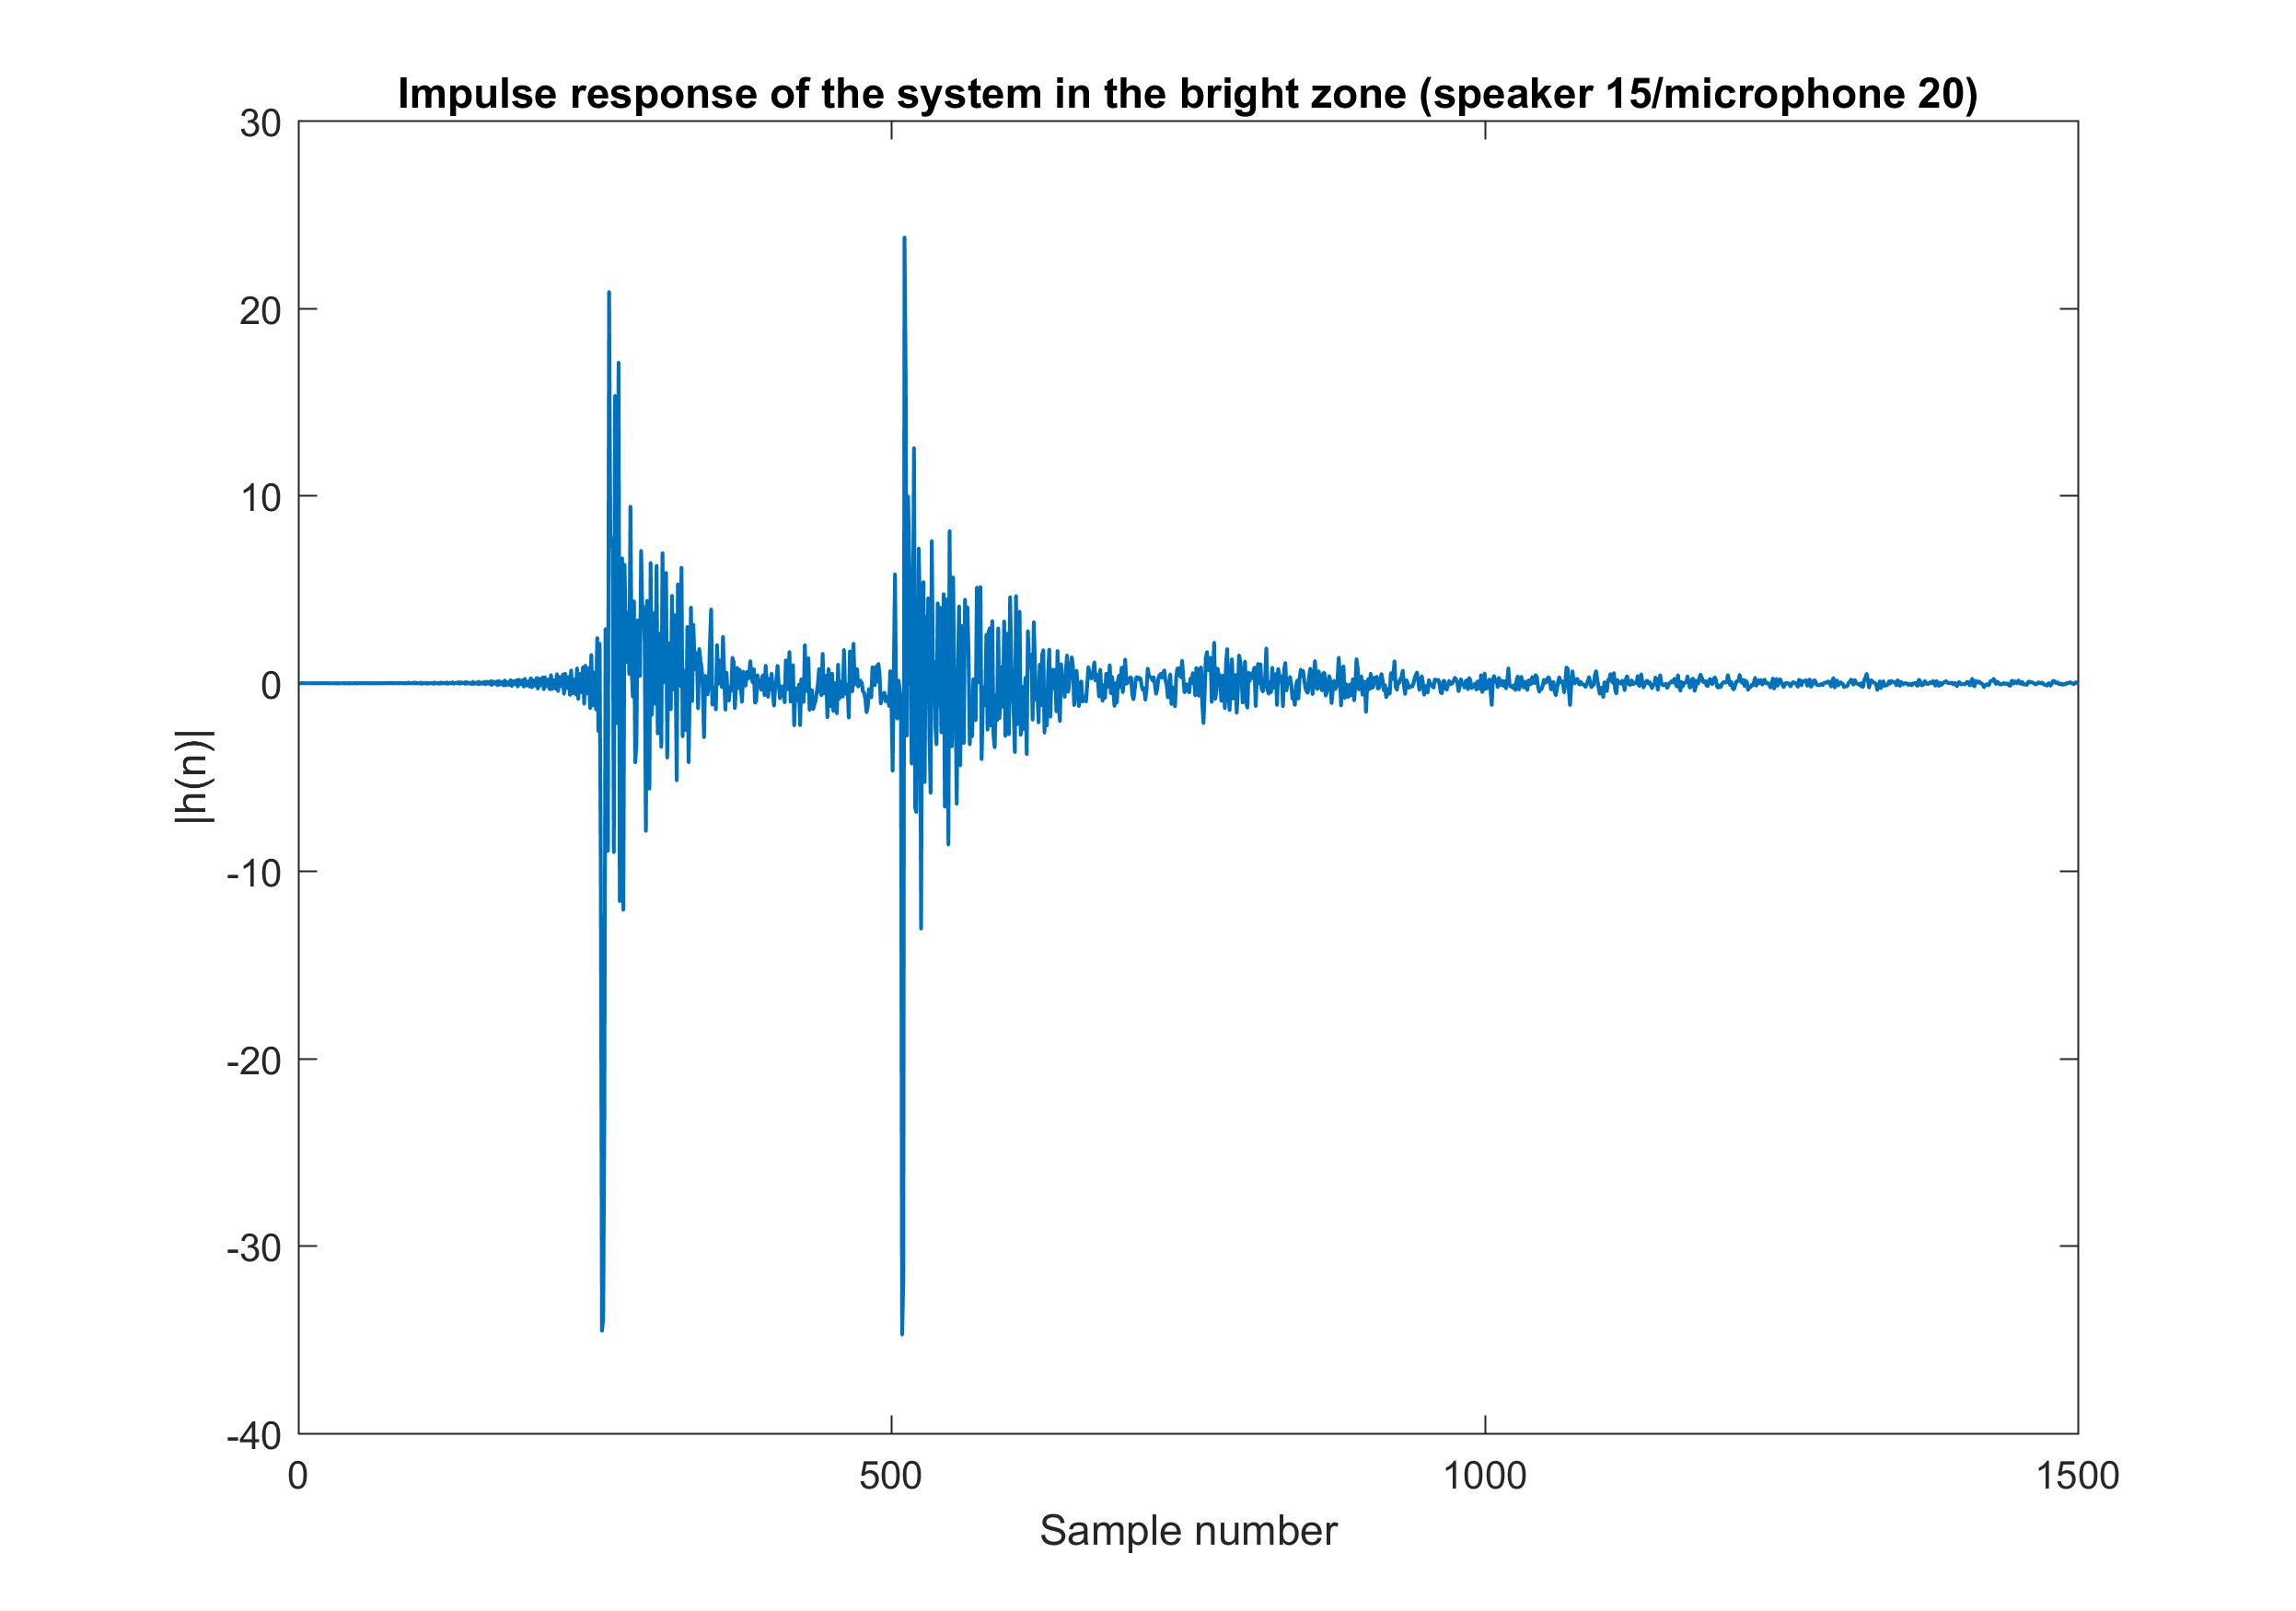 Impulse response of the system in the bright zone (speaker 15/microphone 20)
30
20
10
0
-10
-20
-30
-40
|h(n)|
0 500 1000 1500
Sample number